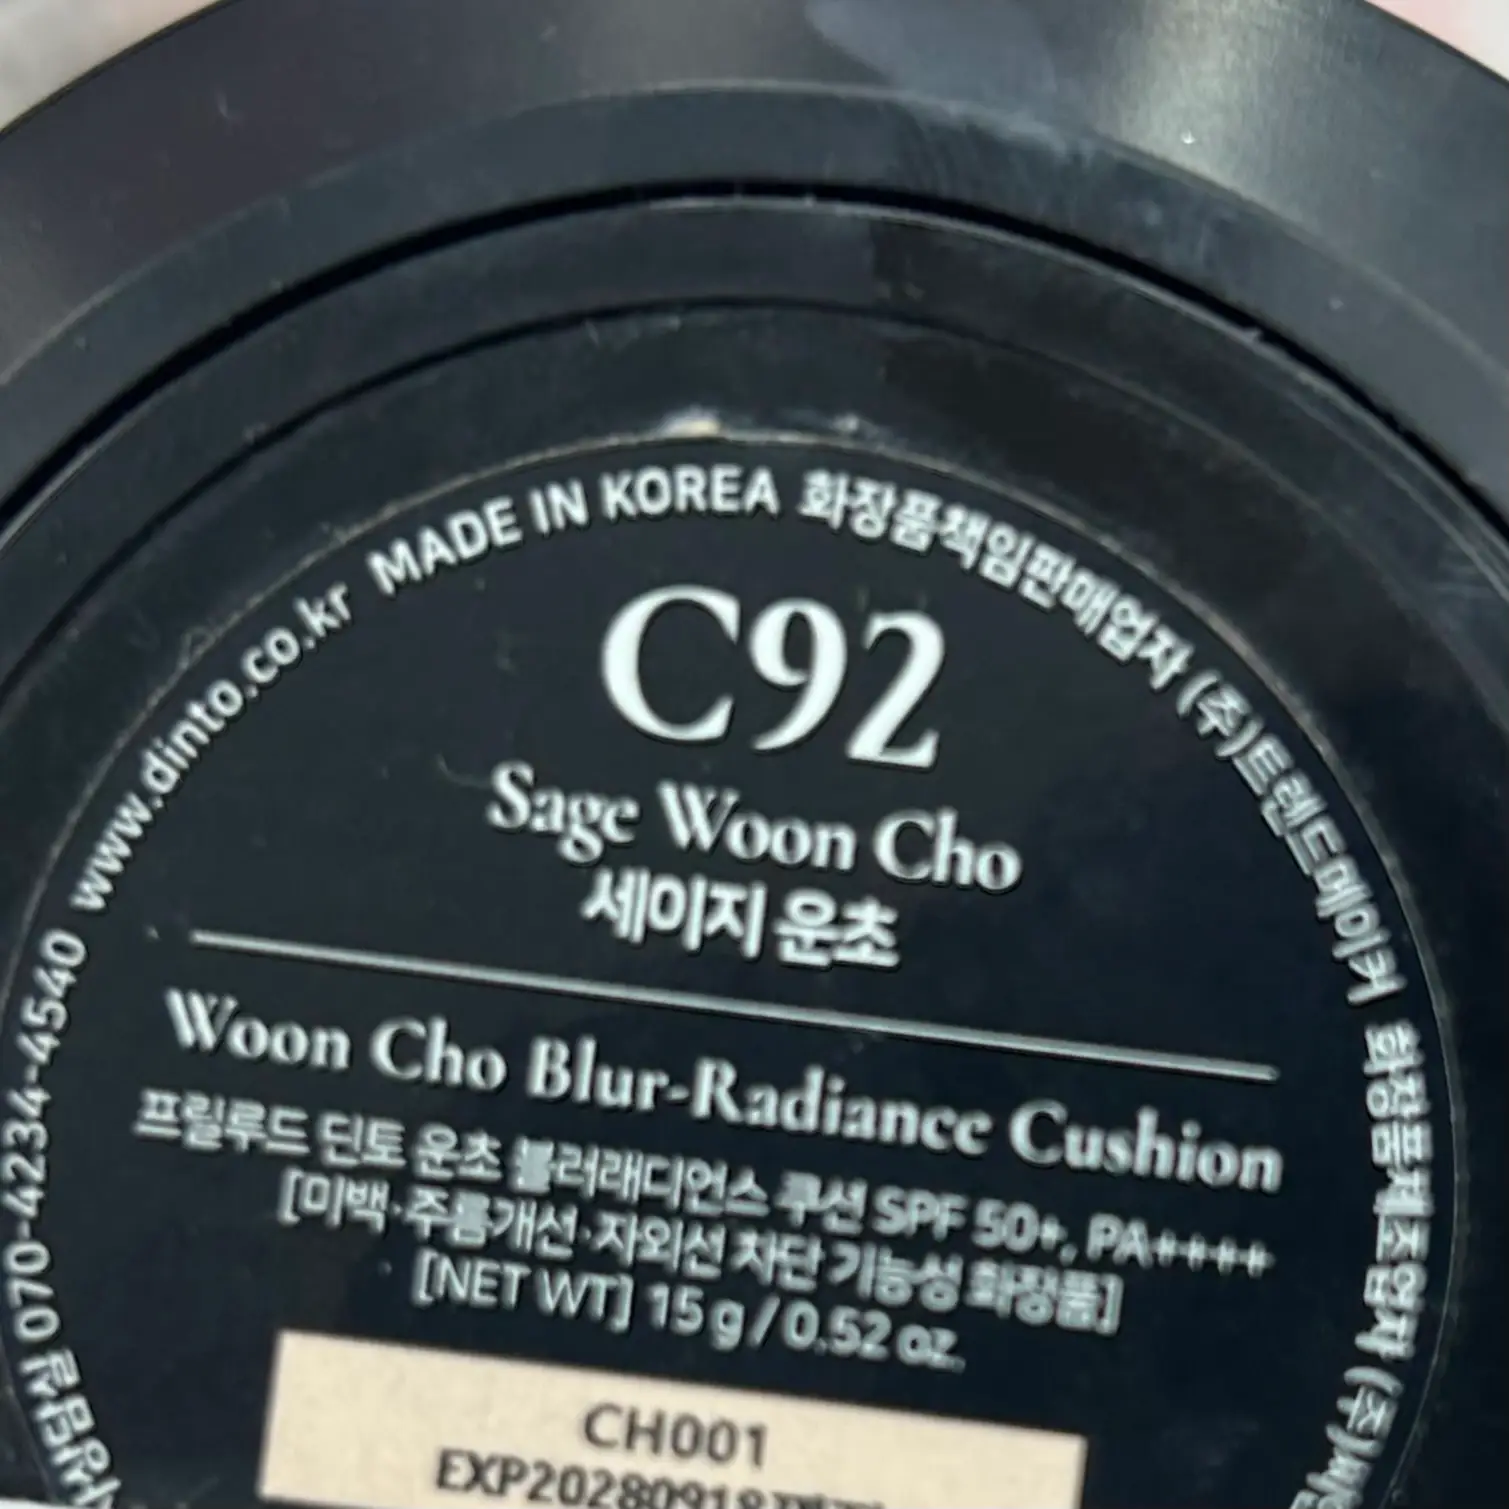 www.dinto.co.kr MADE IN KOREA 화장품책임판매업자 (주)트렌드메이커 화장품제조업자 (주)
070-4234-4540
C92
Sage Woon Cho
세이지 운초
Woon Cho Blur-Radiance Cushion
프릴루드 딘토 운초 블러래디언스 쿠션 SPF 50+, PA++++
[미백·주름개선·자외선 차단 기능성 화장품]
[NET WT] 15 g / 0.52 oz.
CH001
EXP20280918